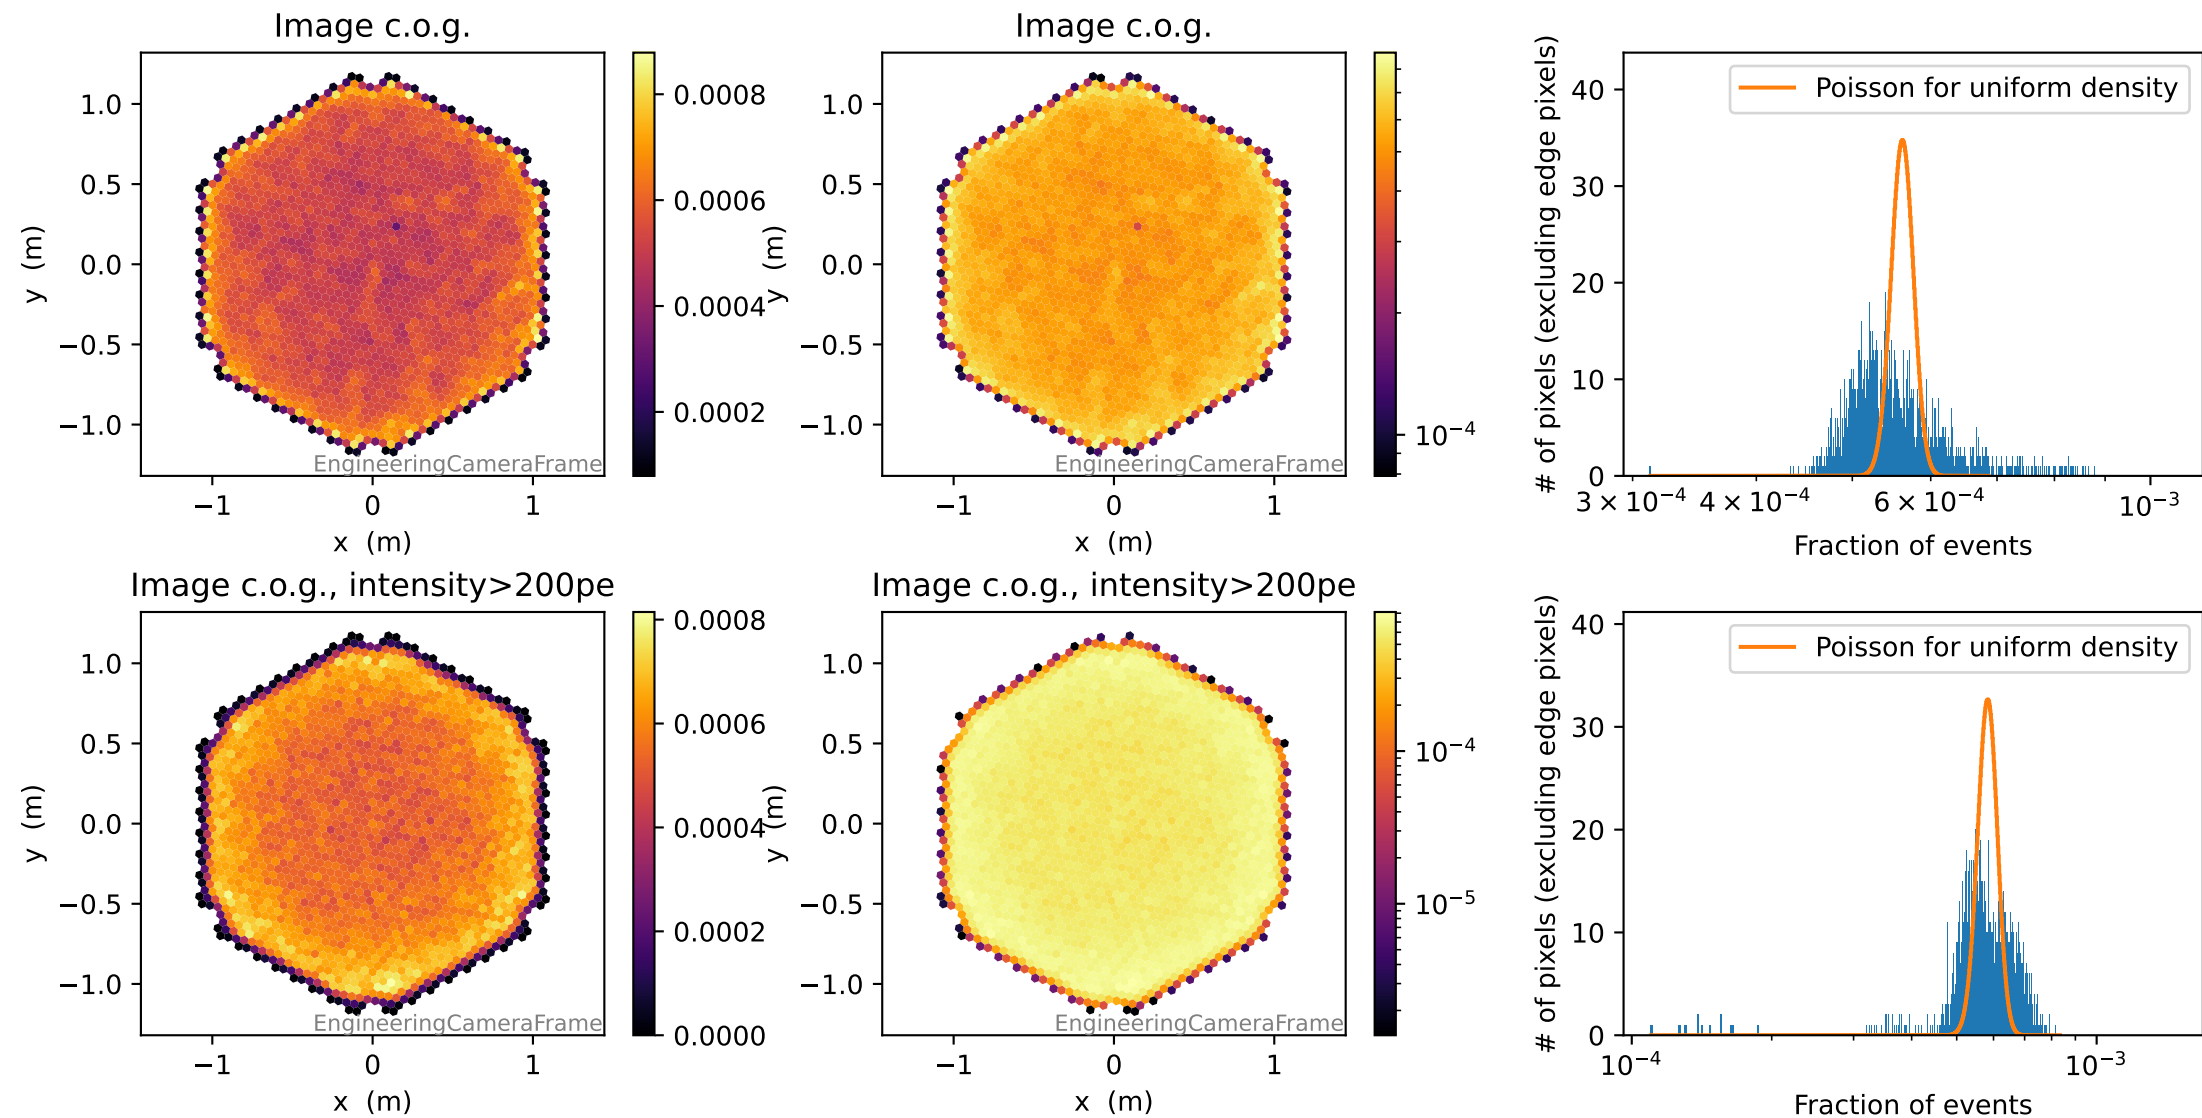 Image c.o.g.
1.0
0.5
0.0
−0.5
−1.0
y (m)
EngineeringCameraFrame
−1
0
1
x (m)
0.0008
0.0006
0.0004
0.0002
Image c.o.g.
1.0
0.5
0.0
−0.5
−1.0
y (m)
EngineeringCameraFrame
−1
0
1
x (m)
10⁻⁴
# of pixels (excluding edge pixels)
40
30
20
10
0
Poisson for uniform density
3 × 10⁻⁴
4 × 10⁻⁴
6 × 10⁻⁴
10⁻³
Fraction of events
Image c.o.g., intensity>200pe
1.0
0.5
0.0
−0.5
−1.0
y (m)
EngineeringCameraFrame
−1
0
1
x (m)
0.0008
0.0006
0.0004
0.0002
0.0000
Image c.o.g., intensity>200pe
1.0
0.5
0.0
−0.5
−1.0
y (m)
EngineeringCameraFrame
−1
0
1
x (m)
10⁻⁴
10⁻⁵
# of pixels (excluding edge pixels)
40
30
20
10
0
Poisson for uniform density
10⁻⁴
10⁻³
Fraction of events